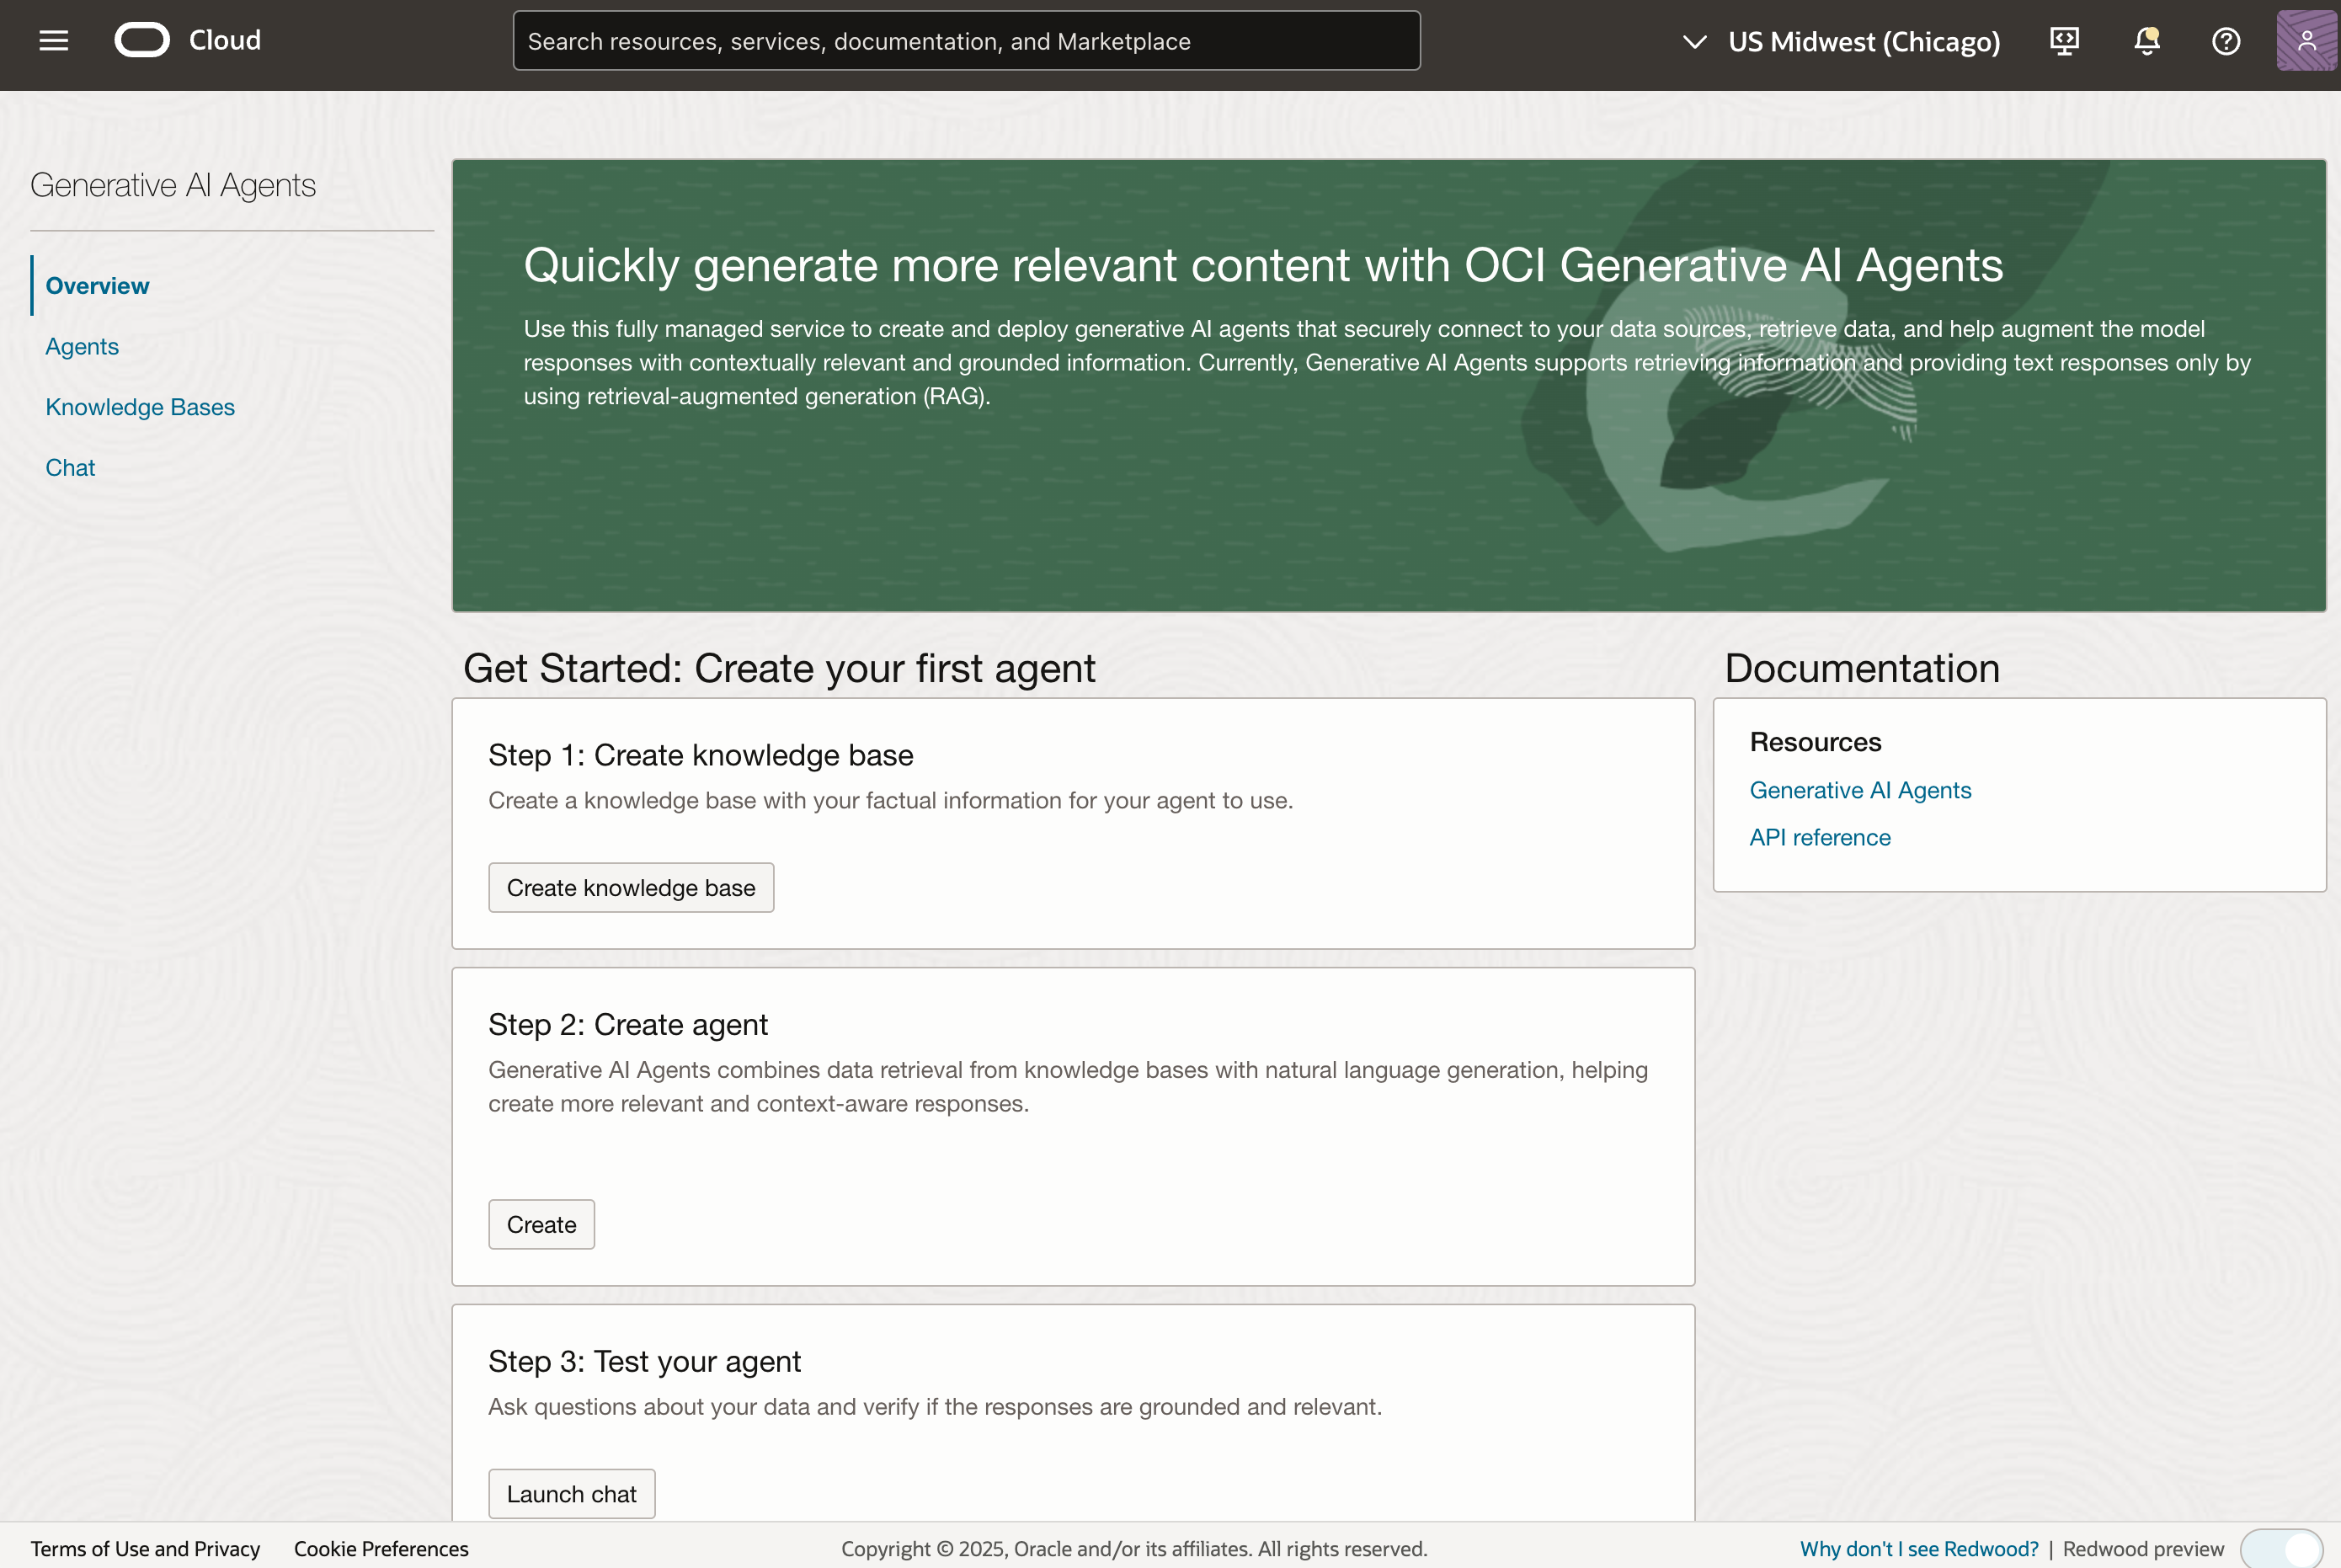 Cloud
Search resources, services, documentation, and Marketplace
US Midwest (Chicago)
Generative AI Agents
Overview
Agents
Knowledge Bases
Chat
Quickly generate more relevant content with OCI Generative AI Agents
Use this fully managed service to create and deploy generative AI agents that securely connect to your data sources, retrieve data, and help augment the model
responses with contextually relevant and grounded information. Currently, Generative AI Agents supports retrieving information and providing text responses only by
using retrieval-augmented generation (RAG).
Get Started: Create your first agent
Step 1: Create knowledge base
Create a knowledge base with your factual information for your agent to use.
Create knowledge base
Step 2: Create agent
Generative AI Agents combines data retrieval from knowledge bases with natural language generation, helping
create more relevant and context-aware responses.
Create
Step 3: Test your agent
Ask questions about your data and verify if the responses are grounded and relevant.
Launch chat
Documentation
Resources
Generative AI Agents
API reference
Terms of Use and Privacy
Cookie Preferences
Copyright © 2025, Oracle and/or its affiliates. All rights reserved.
Why don't I see Redwood? | Redwood preview